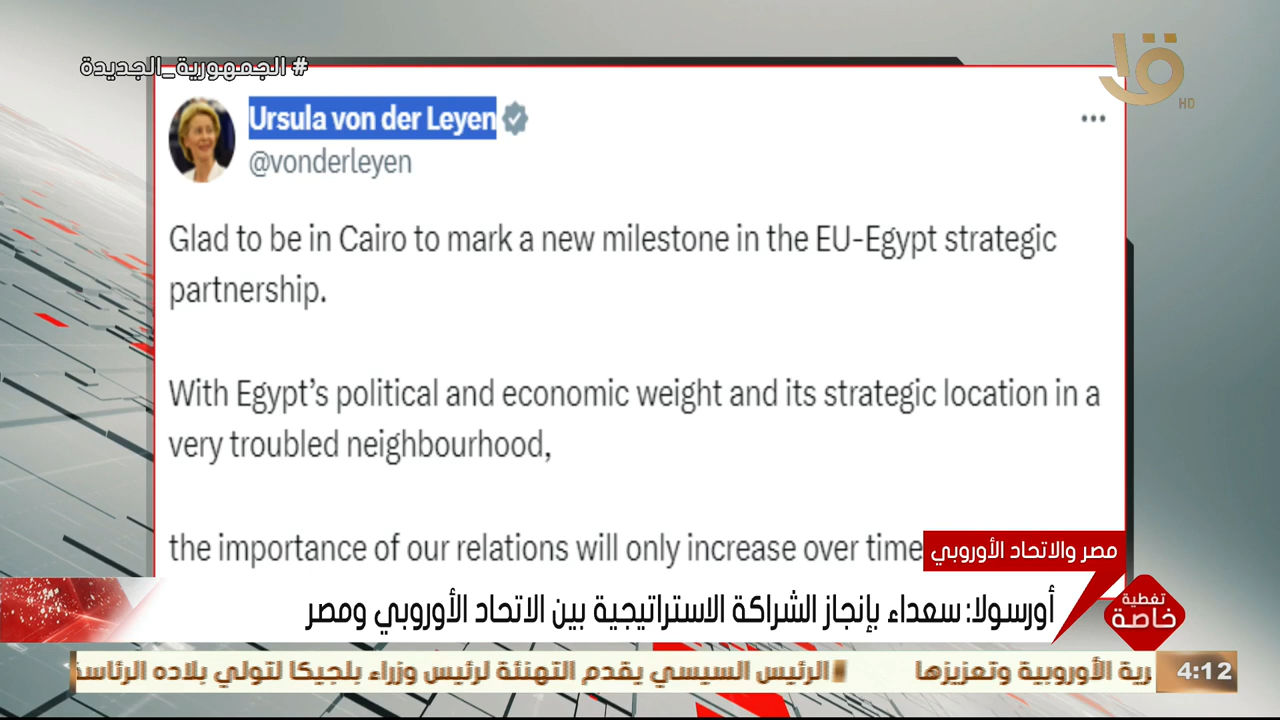 #الجمهورية_الجديدة
HD
Ursula von der Leyen
@vonderleyen
Glad to be in Cairo to mark a new milestone in the EU-Egypt strategic
partnership.
With Egypt's political and economic weight and its strategic location in a
very troubled neighbourhood,
the importance of our relations will only increase over time
مصر والاتحاد الأوروبي
تغطية
خاصة
أورسولا: سعداء بإنجاز الشراكة الاستراتيجية بين الاتحاد الأوروبي ومصر
الأوروبية وتعزيزها
الرئيس السيسي يقدم التهنئة لرئيس وزراء بلجيكا لتولي بلاده
4:12